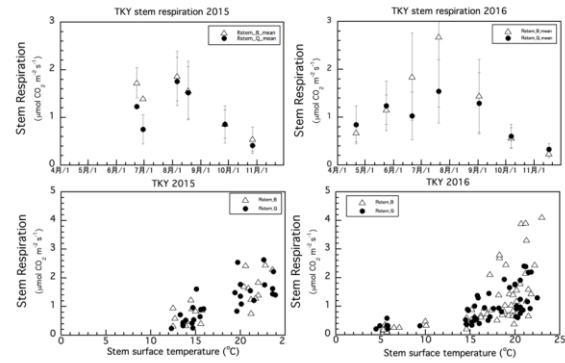 TKY stem respiration 2015
Rstem_B_mean
Rstem_Q_mean
Stem Respiration
(μmol CO2 m-2 s-1)
3
2
1
0
4月/1 5月/1 6月/1 7月/1 8月/1 9月/1 10月/1 11月/1
TKY stem respiration 2016
Rstem_B_mean
Rstem_Q_mean
Stem Respiration
(μmol CO2 m-2 s-1)
3
2
1
0
4月/1 5月/1 6月/1 7月/1 8月/1 9月/1 10月/1 11月/1
TKY 2015
Rstem_B
Rstem_Q
Stem Respiration
(μmol CO2 m-2 s-1)
5
4
3
2
1
0
0 5 10 15 20
Stem surface temperature (°C)
TKY 2016
Rstem_B
Rstem_Q
Stem Respiration
(μmol CO2 m-2 s-1)
5
4
3
2
1
0
0 5 10 15 20 25
Stem surface temperature (°C)